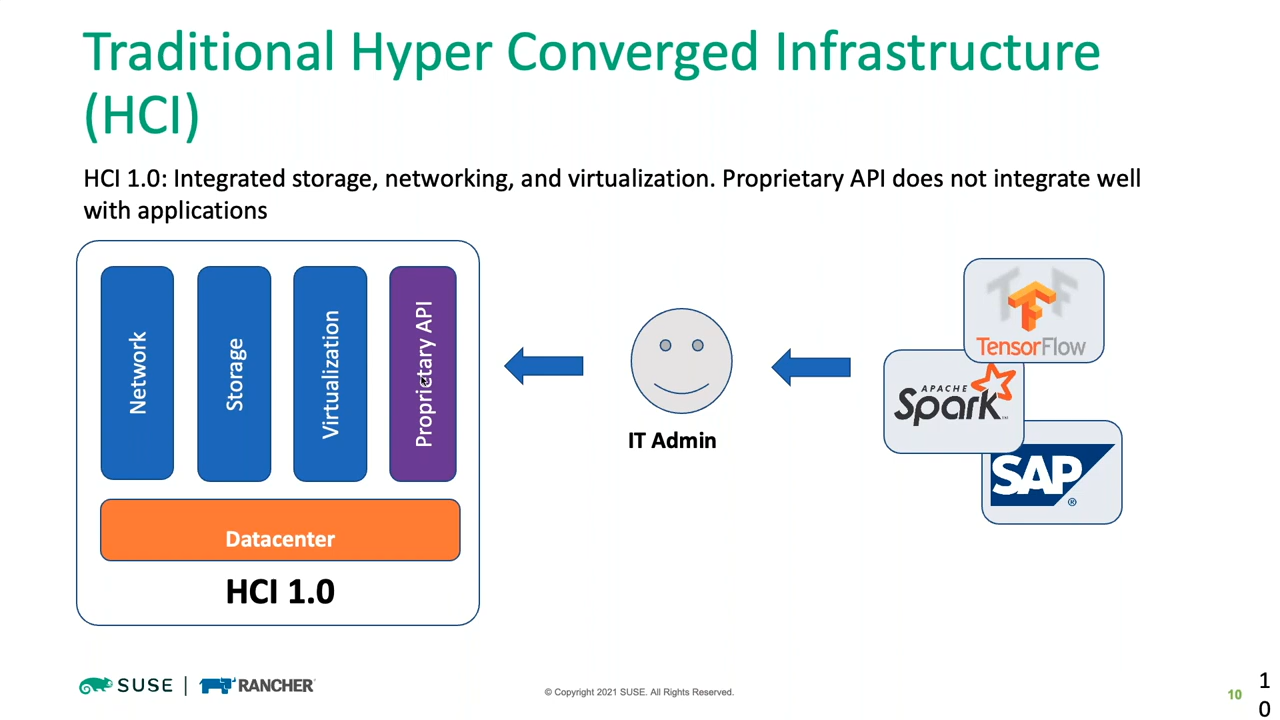 Traditional Hyper Converged Infrastructure
(HCI)
HCI 1.0: Integrated storage, networking, and virtualization. Proprietary API does not integrate well
with applications
Network
Storage
Virtualization
Proprietary API
Datacenter
HCI 1.0
IT Admin
TensorFlow
APACHE
Spark™
SAP®
SUSE
RANCHER
© Copyright 2021 SUSE. All Rights Reserved.
10
1
0